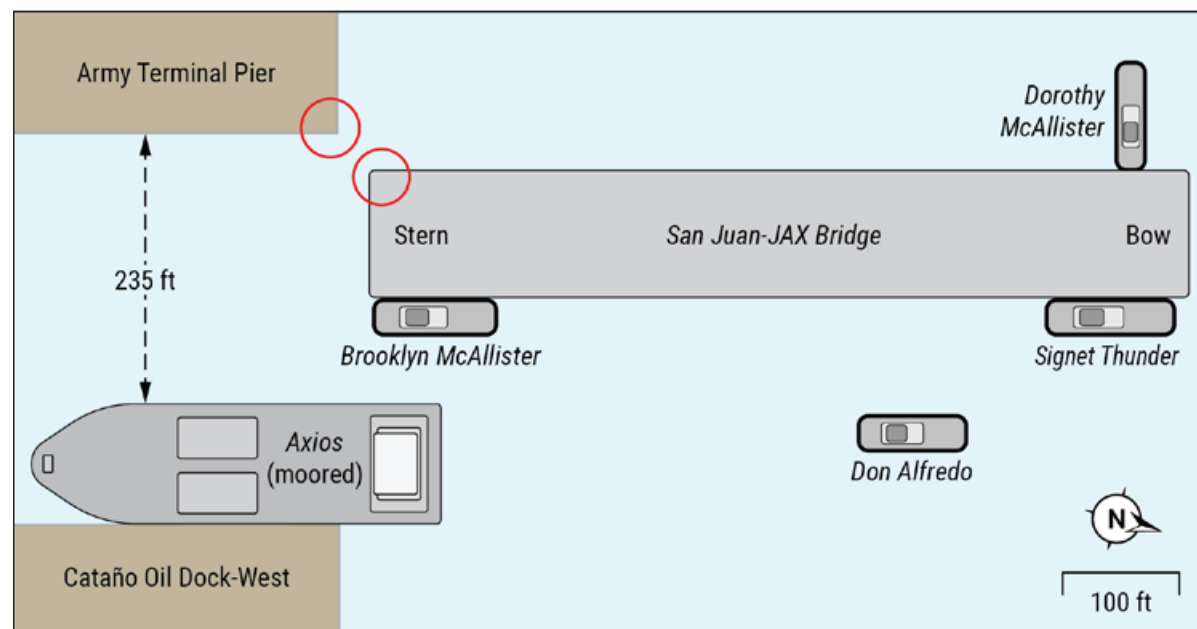 Army Terminal Pier
Dorothy
McAllister
Stern
San Juan-JAX Bridge
Bow
235 ft
Brooklyn McAllister
Signet Thunder
Axios
(moored)
Don Alfredo
N
Cataño Oil Dock-West
100 ft